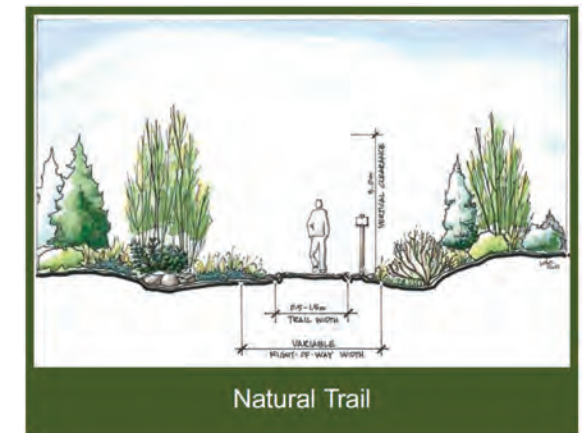 VERTICAL CLEARANCE
TRAIL WIDTH
VARIABLE
RIGHT-OF-WAY WIDTH
Natural Trail